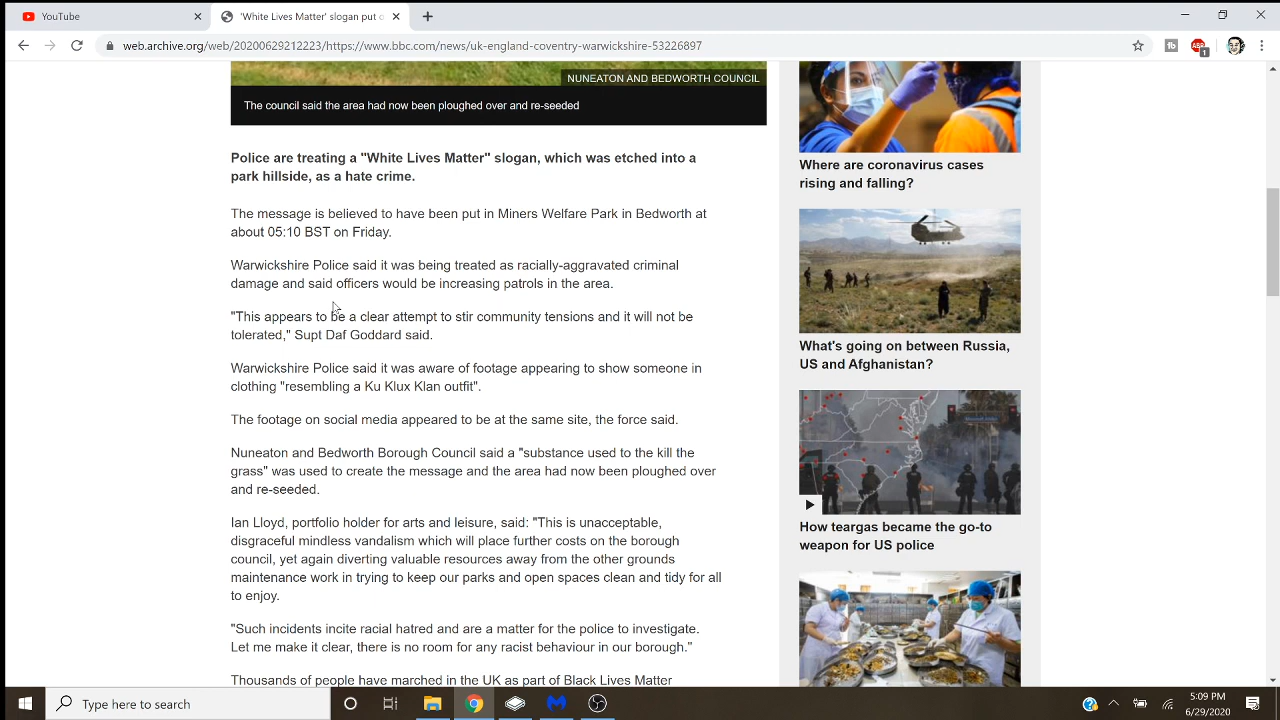 YouTube
'White Lives Matter' slogan put o
web.archive.org/web/20200629212223/https://www.bbc.com/news/uk-england-coventry-warwickshire-53226897
ABP
1
NUNEATON AND BEDWORTH COUNCIL
The council said the area had now been ploughed over and re-seeded
Police are treating a "White Lives Matter" slogan, which was etched into a
park hillside, as a hate crime.
The message is believed to have been put in Miners Welfare Park in Bedworth at
about 05:10 BST on Friday.
Warwickshire Police said it was being treated as racially-aggravated criminal
damage and said officers would be increasing patrols in the area.
"This appears to be a clear attempt to stir community tensions and it will not be
tolerated," Supt Daf Goddard said.
Warwickshire Police said it was aware of footage appearing to show someone in
clothing "resembling a Ku Klux Klan outfit".
The footage on social media appeared to be at the same site, the force said.
Nuneaton and Bedworth Borough Council said a "substance used to the kill the
grass" was used to create the message and the area had now been ploughed over
and re-seeded.
Ian Lloyd, portfolio holder for arts and leisure, said: "This is unacceptable,
disgraceful mindless vandalism which will place further costs on the borough
council, yet again diverting valuable resources away from the other grounds
maintenance work in trying to keep our parks and open spaces clean and tidy for all
to enjoy.
"Such incidents incite racial hatred and are a matter for the police to investigate.
Let me make it clear, there is no room for any racist behaviour in our borough."
Thousands of people have marched in the UK as part of Black Lives Matter
Where are coronavirus cases
rising and falling?
What's going on between Russia,
US and Afghanistan?
How teargas became the go-to
weapon for US police
Type here to search
5:09 PM
6/29/2020